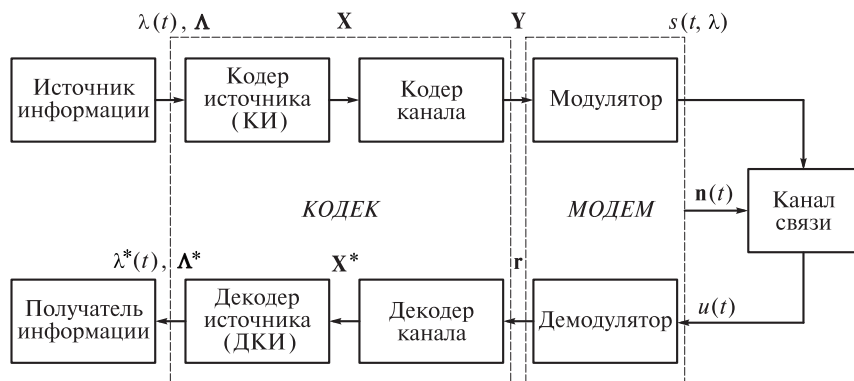 λ(t), Λ
X
Y
s(t, λ)
Источник
информации
Кодер
источника
(КИ)
Кодер
канала
Модулятор
КОДЕК
МОДЕМ
n(t)
Канал
связи
λ*(t), Λ*
X*
r
Получатель
информации
Декодер
источника
(ДКИ)
Декодер
канала
Демодулятор
u(t)